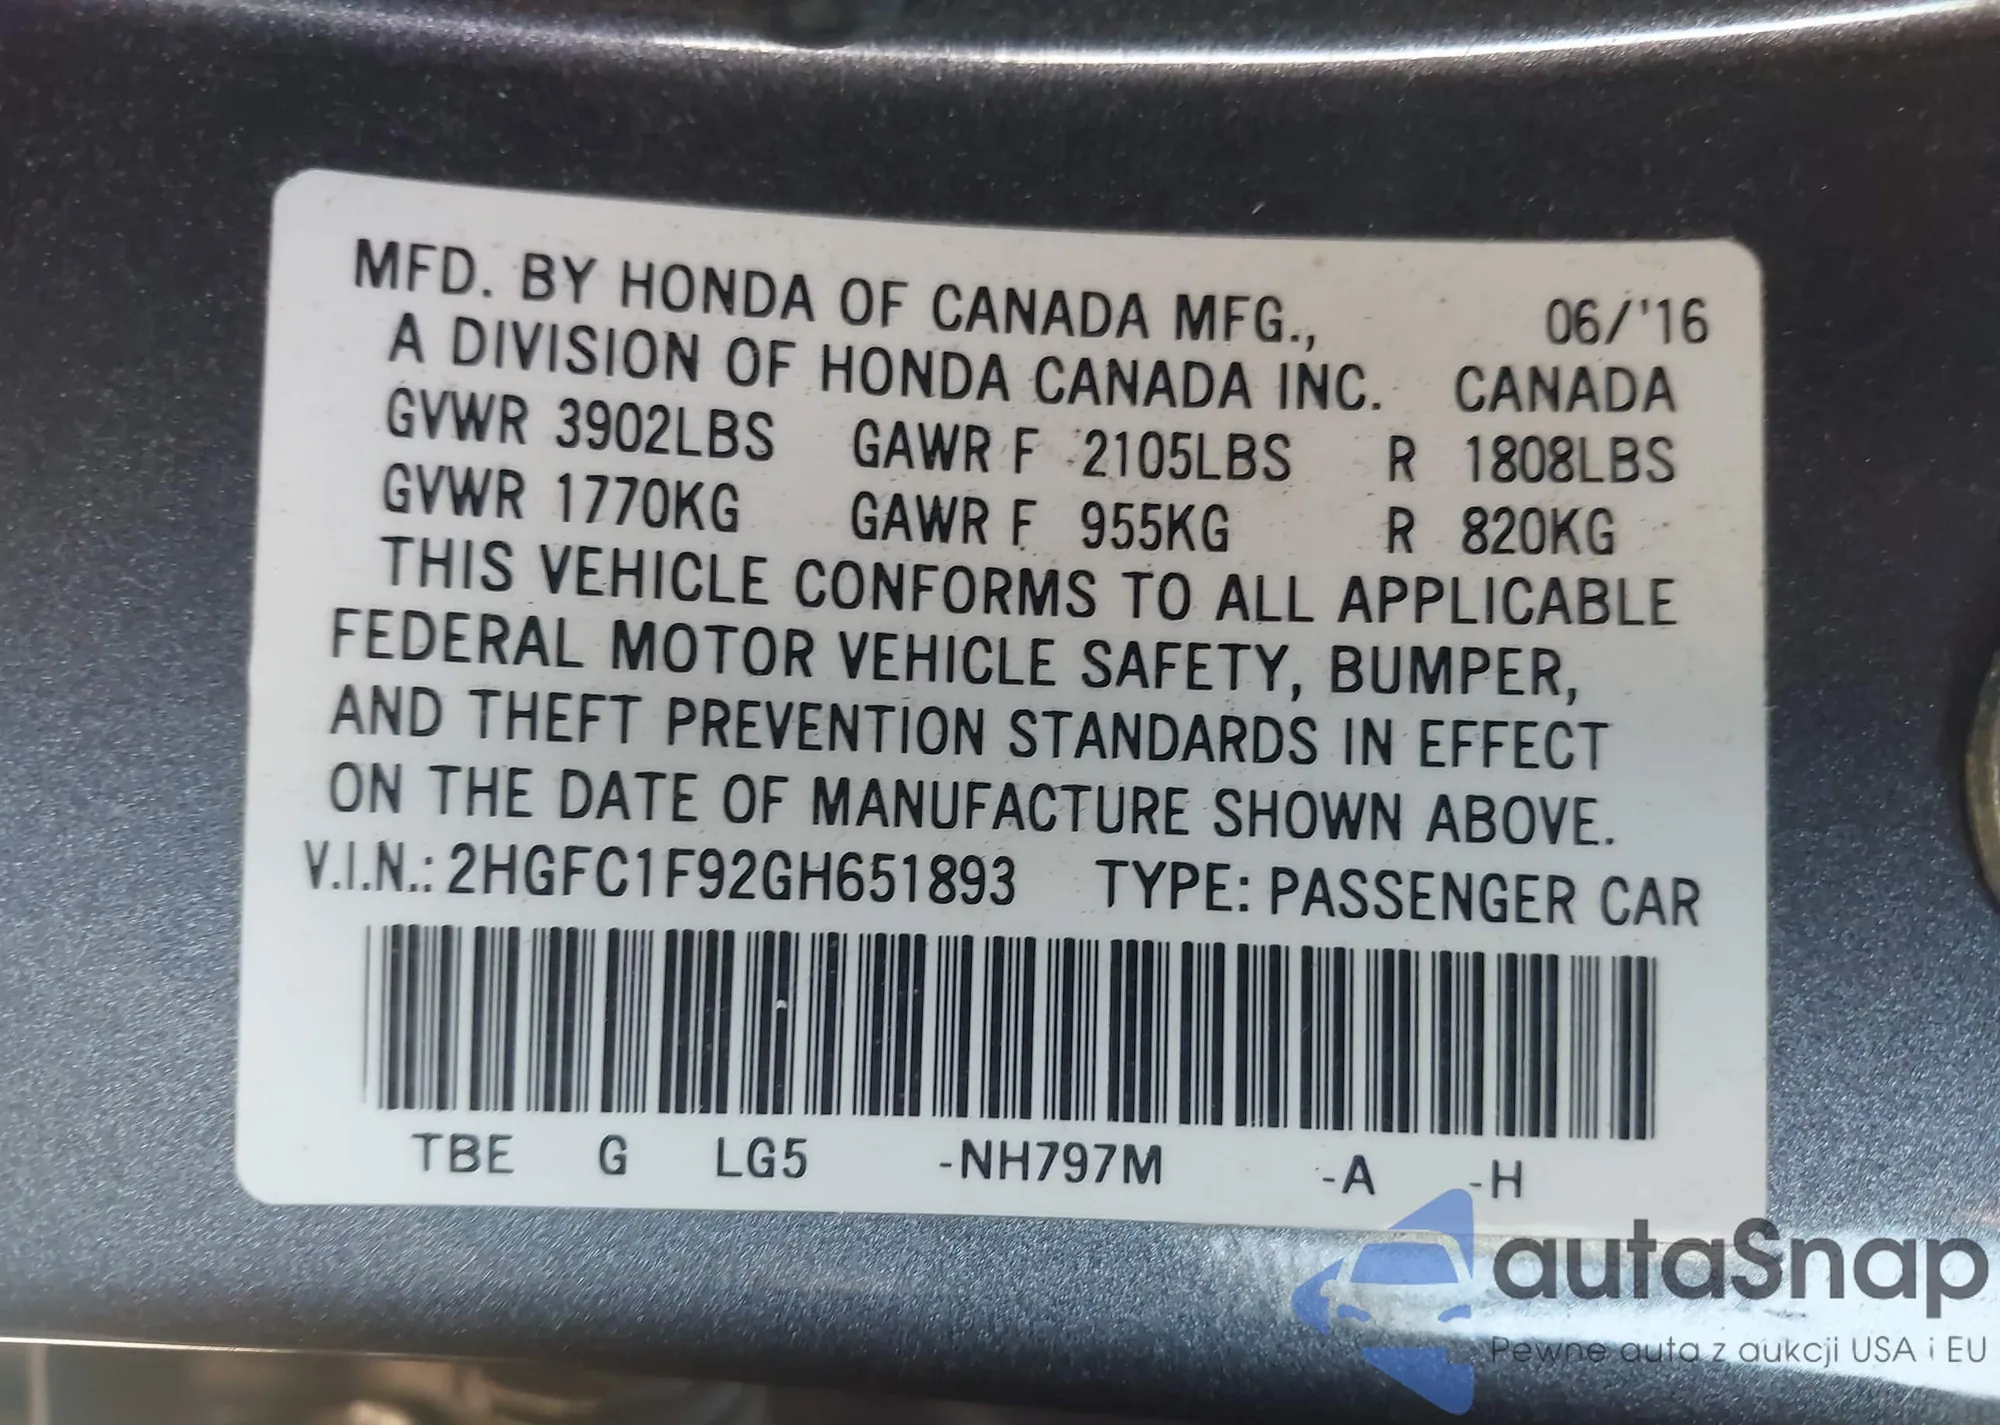 MFD. BY HONDA OF CANADA MFG., 06/'16
A DIVISION OF HONDA CANADA INC. CANADA
GVWR 3902LBS GAWR F 2105LBS R 1808LBS
GVWR 1770KG GAWR F 955KG R 820KG
THIS VEHICLE CONFORMS TO ALL APPLICABLE
FEDERAL MOTOR VEHICLE SAFETY, BUMPER,
AND THEFT PREVENTION STANDARDS IN EFFECT
ON THE DATE OF MANUFACTURE SHOWN ABOVE.
V.I.N.: 2HGFC1F92GH651893 TYPE: PASSENGER CAR
TBE G LG5 -NH797M -A -H
autaSnap
Pewne auta z aukcji USA i EU